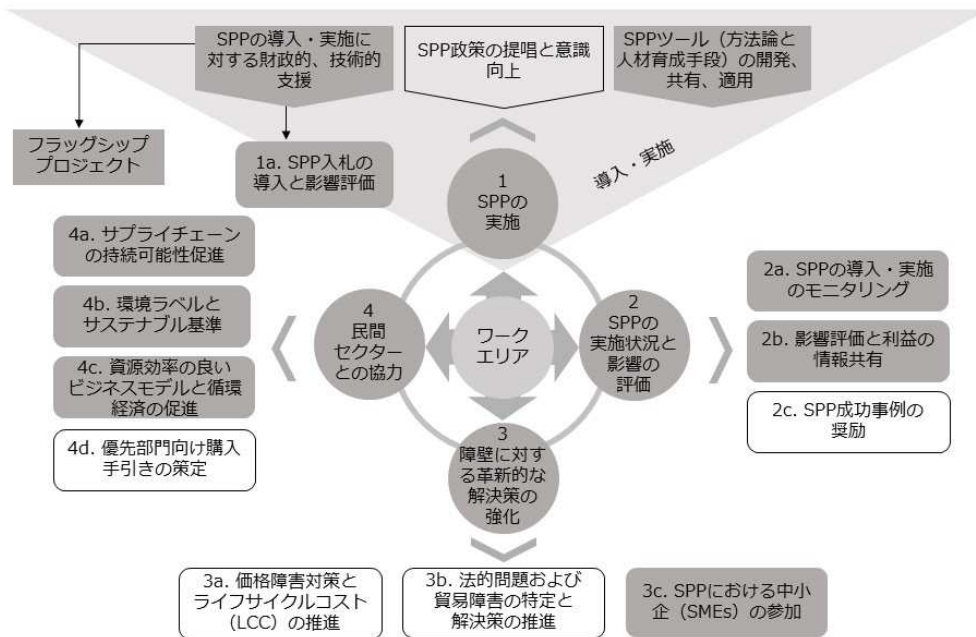 SPPの導入・実施に
対する財政的、技術的
支援
SPP政策の提唱と意識
向上
SPPツール（方法論と
人材育成手段）の開発、
共有、適用
フラッグシップ
プロジェクト
1a. SPP入札の
導入と影響評価
導入・実施
1
SPPの
実施
4a. サプライチェーン
の持続可能性促進
4b. 環境ラベルと
サステナブル基準
4c. 資源効率の良い
ビジネスモデルと循環
経済の促進
4d. 優先部門向け購入
手引きの策定
4
民間
セクター
との協力
ワーク
エリア
2
SPPの
実施状況と
影響の
評価
2a. SPPの導入・実施
のモニタリング
2b. 影響評価と利益の
情報共有
2c. SPP成功事例の
奨励
3
障壁に対す
る革新的な
解決策の
強化
3a. 価格障害対策と
ライフサイクルコスト
（LCC）の推進
3b. 法的問題および
貿易障害の特定と
解決策の推進
3c. SPPにおける中小
企（SMEs）の参加